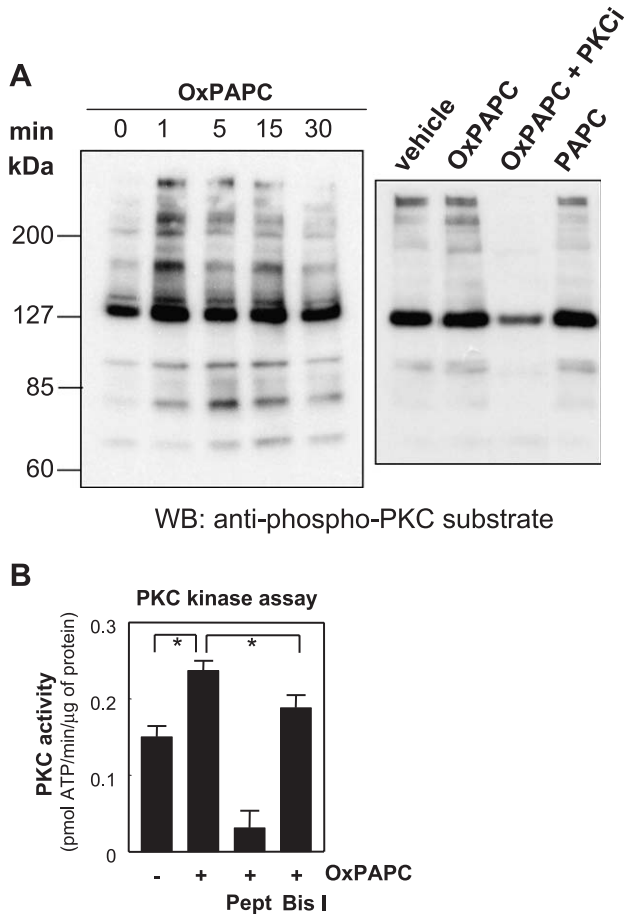 A
OxPAPC
min 0 1 5 15 30
kDa
200
127
85
60
vehicle
OxPAPC
OxPAPC + PKCi
PAPC
WB: anti-phospho-PKC substrate
B
PKC kinase assay
PKC activity
(pmol ATP/min/µg of protein)
0.3
0.2
0.1
0
* *
- + + + OxPAPC
Pept Bis I